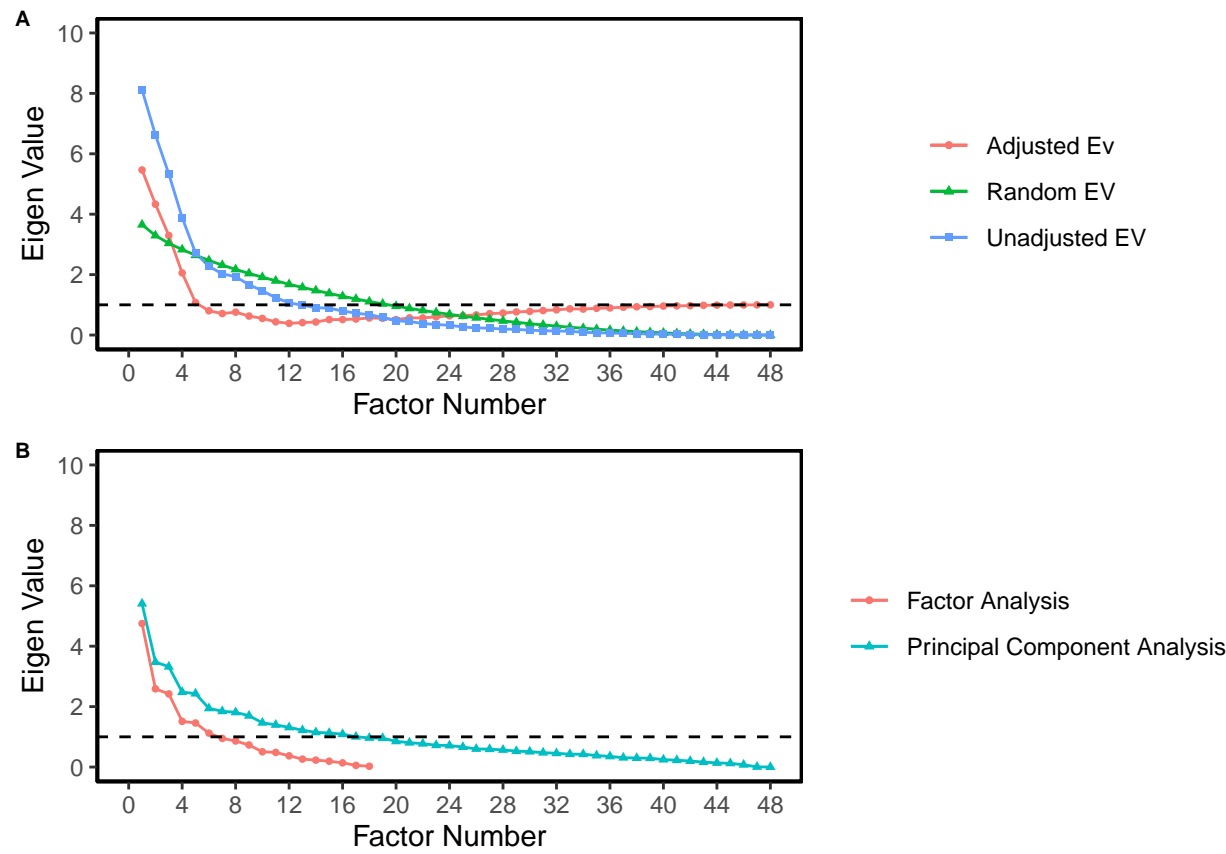 A
10
8
6
4
2
0
Eigen Value
0 4 8 12 16 20 24 28 32 36 40 44 48
Factor Number
Adjusted Ev
Random EV
Unadjusted EV
B
10
8
6
4
2
0
Eigen Value
0 4 8 12 16 20 24 28 32 36 40 44 48
Factor Number
Factor Analysis
Principal Component Analysis